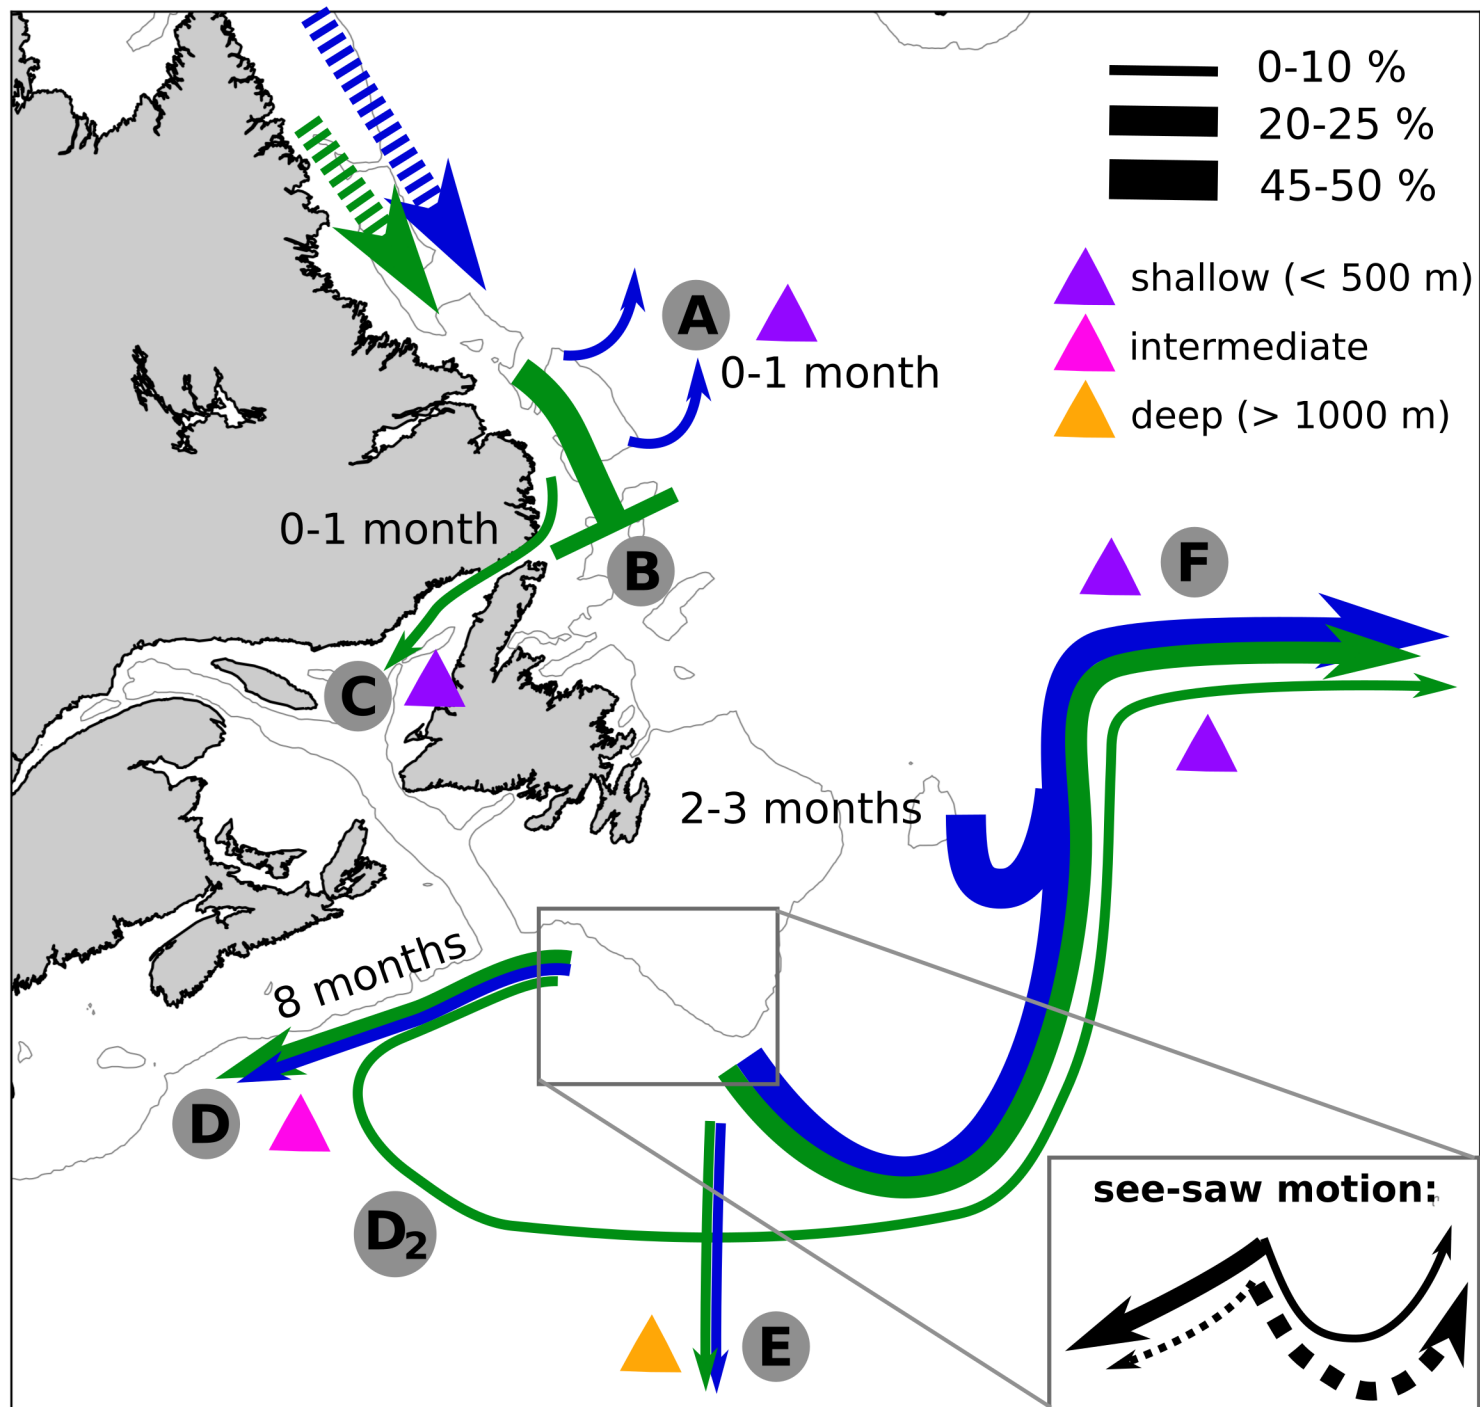 0-10 %
20-25 %
45-50 %
shallow (< 500 m)
intermediate
deep (> 1000 m)
A
0-1 month
0-1 month
B
F
C
2-3 months
8 months
D
D2
E
see-saw motion: